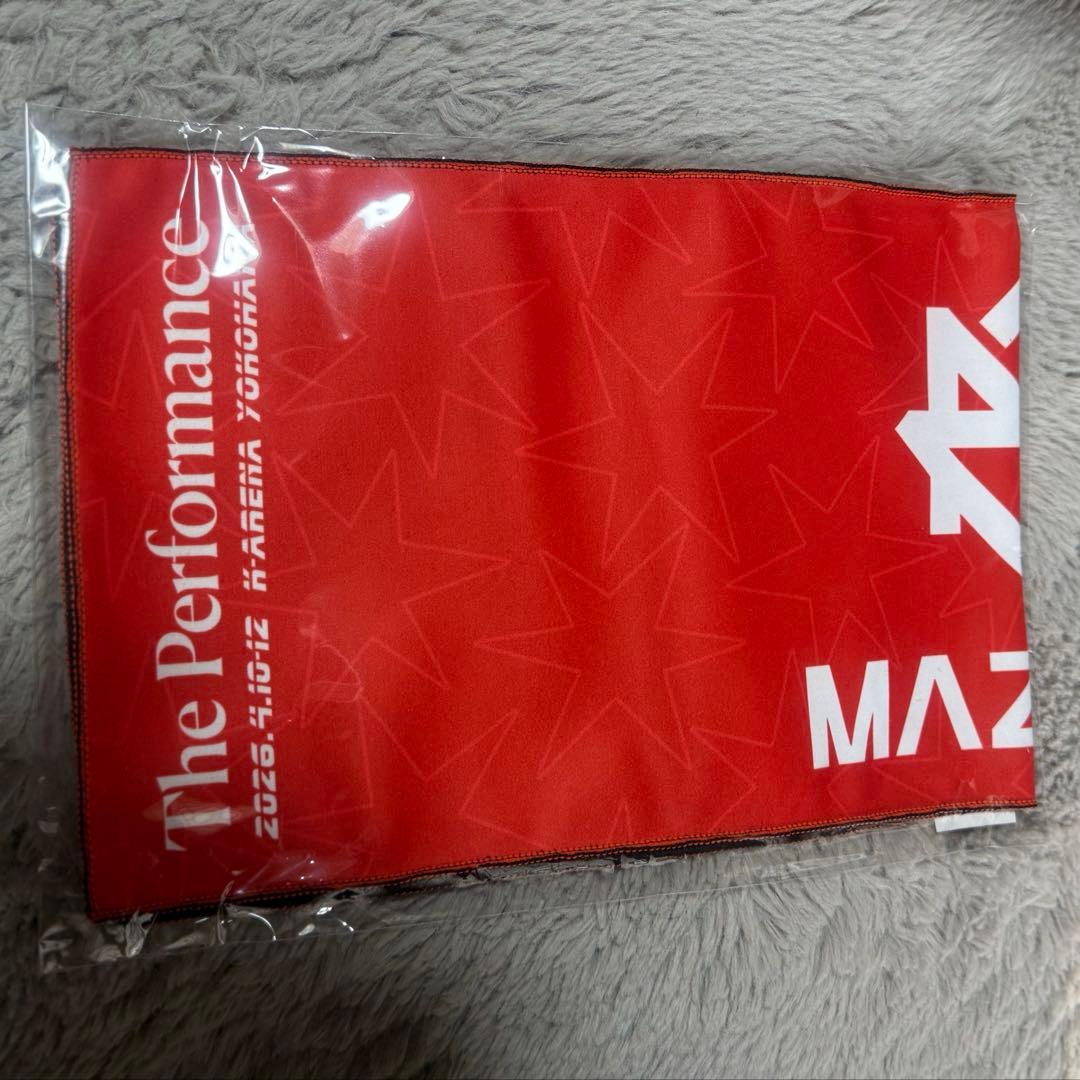 The Performance
2026.4.10-12 K-ARENA YOKOHAMA
MAN